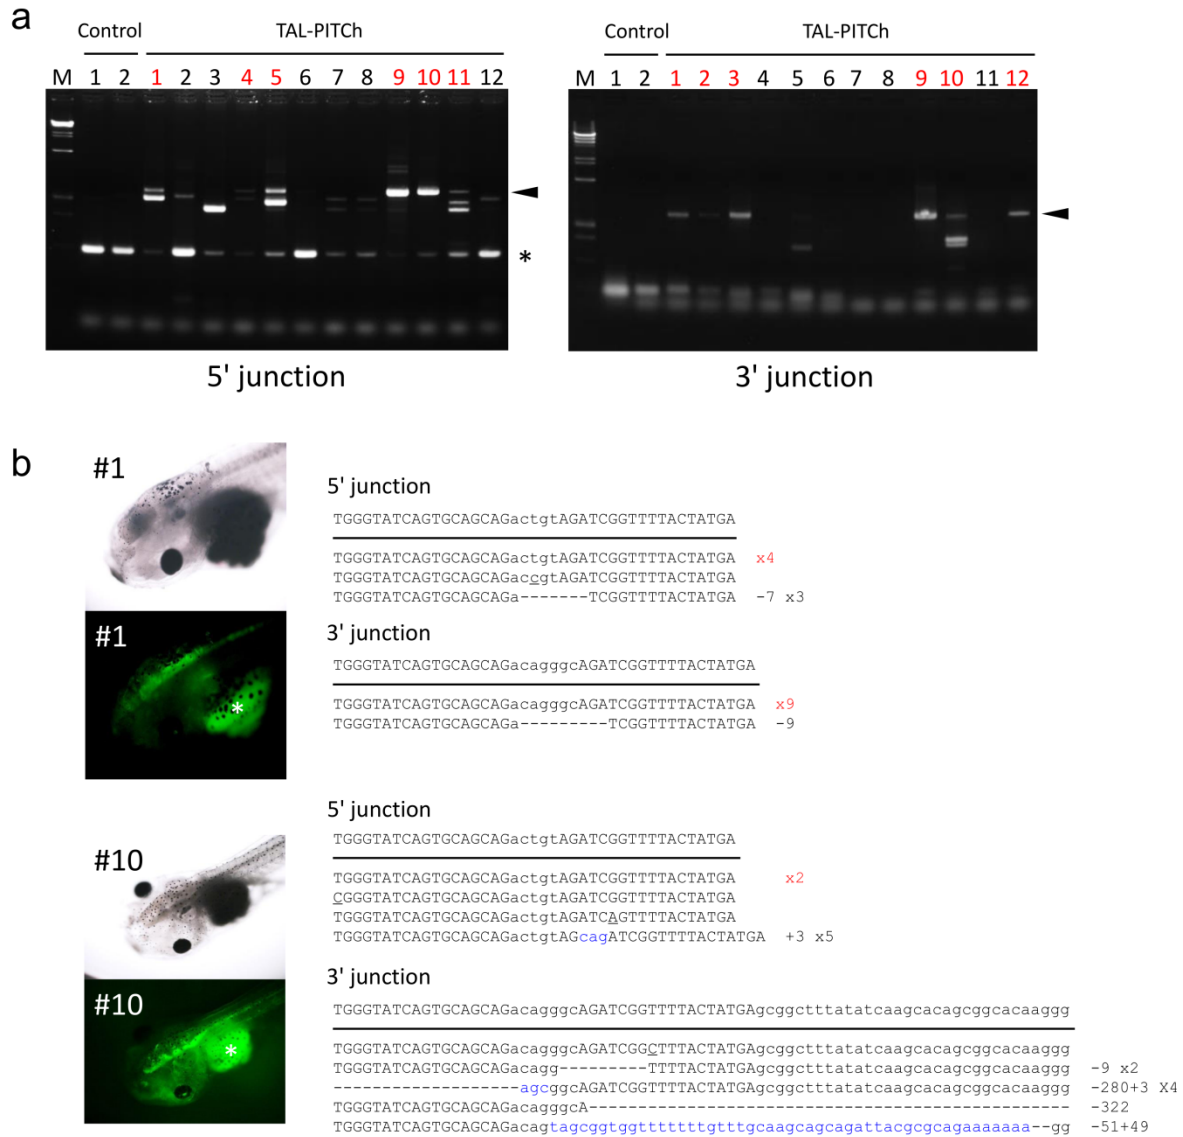 a
Control TAL-PITCh
M 1 2 1 2 3 4 5 6 7 8 9 10 11 12
*
5' junction
Control TAL-PITCh
M 1 2 1 2 3 4 5 6 7 8 9 10 11 12
3' junction
b
#1
#1
*
5' junction
TGGGTATCAGTGCAGCAGActgtAGATCGGTTTTACTATGA
TGGGTATCAGTGCAGCAGActgtAGATCGGTTTTACTATGA x4
TGGGTATCAGTGCAGCAGAccgtAGATCGGTTTTACTATGA
TGGGTATCAGTGCAGCAGa-------TCGGTTTTACTATGA -7 x3
3' junction
TGGGTATCAGTGCAGCAGacagggcAGATCGGTTTTACTATGA
TGGGTATCAGTGCAGCAGacagggcAGATCGGTTTTACTATGA x9
TGGGTATCAGTGCAGCAGa---------TCGGTTTTACTATGA -9
#10
#10
*
5' junction
TGGGTATCAGTGCAGCAGActgtAGATCGGTTTTACTATGA
TGGGTATCAGTGCAGCAGActgtAGATCGGTTTTACTATGA x2
CGGGTATCAGTGCAGCAGActgtAGATCGGTTTTACTATGA
TGGGTATCAGTGCAGCAGActgtAGATCAGTTTTACTATGA
TGGGTATCAGTGCAGCAGActgtAGcagATCGGTTTTACTATGA +3 x5
3' junction
TGGGTATCAGTGCAGCAGacagggcAGATCGGTTTTACTATGAgcggctttatatcaagcacagcggcacaaggg
TGGGTATCAGTGCAGCAGacagggcAGATCGGCTTTACTATGAgcggctttatatcaagcacagcggcacaaggg
TGGGTATCAGTGCAGCAGacagg---------TTTTACTATGAgcggctttatatcaagcacagcggcacaaggg -9 x2
-------------------agcggcAGATCGGTTTTACTATGAgcggctttatatcaagcacagcggcacaaggg -280+3 X4
TGGGTATCAGTGCAGCAGacagggcA------------------------------------------------- -322
TGGGTATCAGTGCAGCAGacagtagcggtggtttttttgtttgcaagcagcagattacgcgcagaaaaaaa--gg -51+49